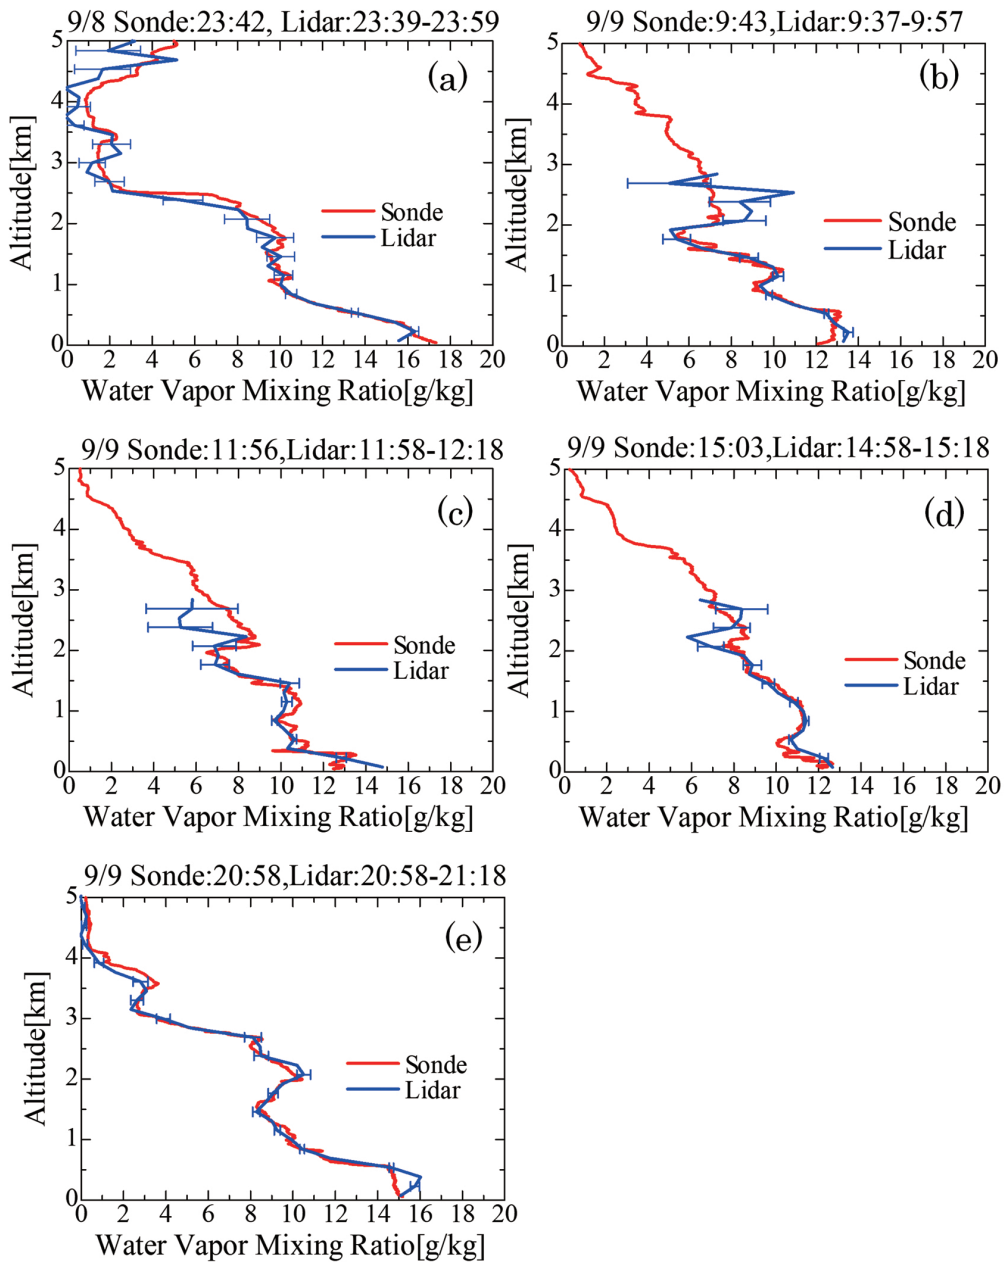 9/8 Sonde:23:42, Lidar:23:39-23:59
5
4
3
2
1
0
Altitude[km]
(a)
Sonde
Lidar
0 2 4 6 8 10 12 14 16 18 20
Water Vapor Mixing Ratio[g/kg]
9/9 Sonde:9:43,Lidar:9:37-9:57
5
4
3
2
1
0
Altitude[km]
(b)
Sonde
Lidar
0 2 4 6 8 10 12 14 16 18 20
Water Vapor Mixing Ratio[g/kg]
9/9 Sonde:11:56,Lidar:11:58-12:18
5
4
3
2
1
0
Altitude[km]
(c)
Sonde
Lidar
0 2 4 6 8 10 12 14 16 18 20
Water Vapor Mixing Ratio[g/kg]
9/9 Sonde:15:03,Lidar:14:58-15:18
5
4
3
2
1
0
Altitude[km]
(d)
Sonde
Lidar
0 2 4 6 8 10 12 14 16 18 20
Water Vapor Mixing Ratio[g/kg]
9/9 Sonde:20:58,Lidar:20:58-21:18
5
4
3
2
1
0
Altitude[km]
(e)
Sonde
Lidar
0 2 4 6 8 10 12 14 16 18 20
Water Vapor Mixing Ratio[g/kg]